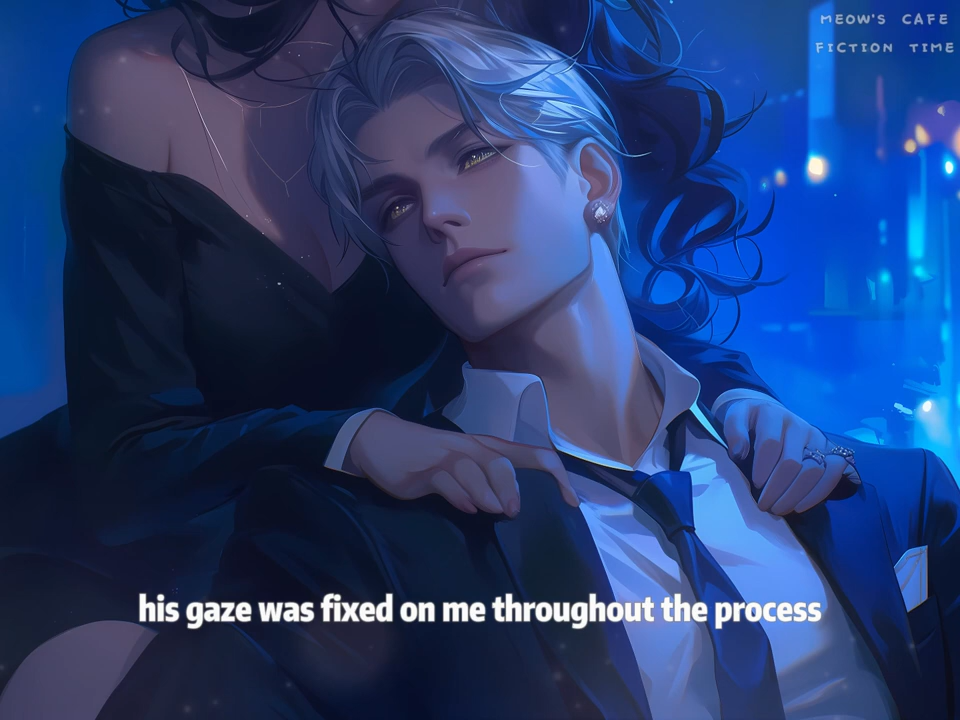 MEOW'S CAFE
FICTION TIME
his gaze was fixed on me throughout the process